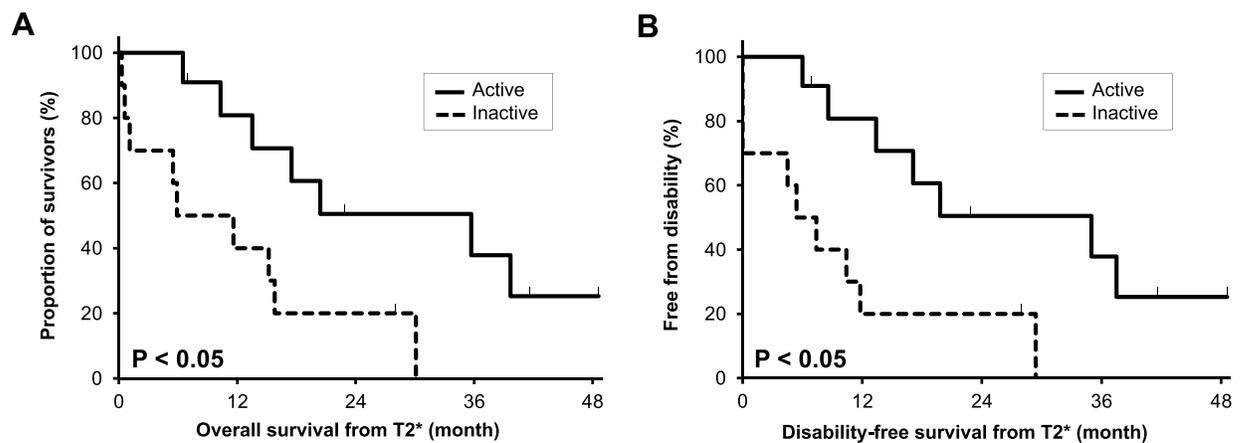 A
Proportion of survivors (%)
100
80
60
40
20
0
Active
Inactive
P < 0.05
0 12 24 36 48
Overall survival from T2* (month)
B
Free from disability (%)
100
80
60
40
20
0
Active
Inactive
P < 0.05
0 12 24 36 48
Disability-free survival from T2* (month)